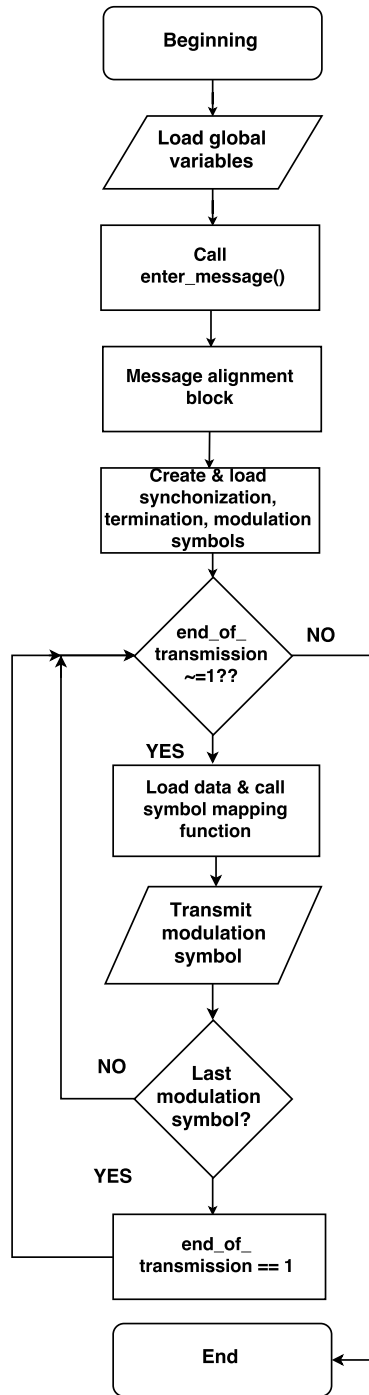 Beginning
Load global
variables
Call
enter_message()
Message alignment
block
Create & load
synchonization,
termination, modulation
symbols
end_of_
transmission
~=1??
NO
YES
Load data & call
symbol mapping
function
Transmit
modulation
symbol
NO
Last
modulation
symbol?
YES
end_of_
transmission == 1
End